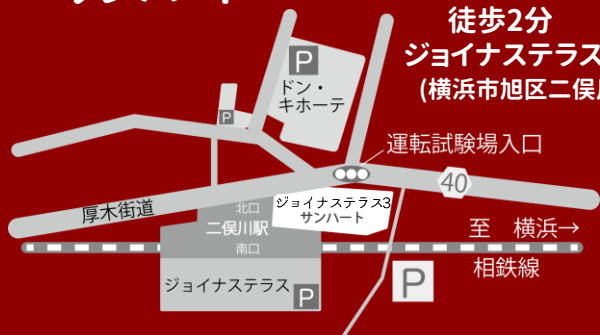 徒歩2分
ジョイナステラス
(横浜市旭区二俣
P
ドン・
キホーテ
P
運転試験場入口
40
厚木街道
北口
ジョイナステラス3
サンハート
二俣川駅
南口
至 横浜→
相鉄線
ジョイナステラス
P
P